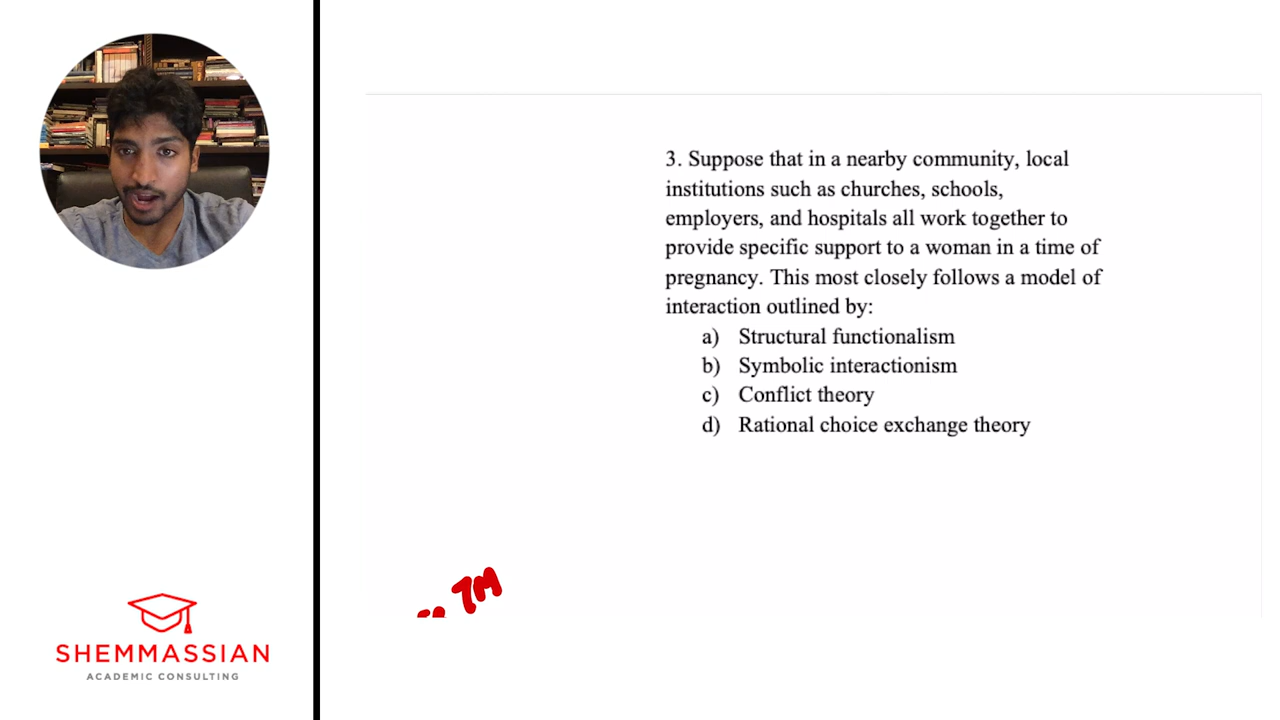 3. Suppose that in a nearby community, local
institutions such as churches, schools,
employers, and hospitals all work together to
provide specific support to a woman in a time of
pregnancy. This most closely follows a model of
interaction outlined by:
a) Structural functionalism
b) Symbolic interactionism
c) Conflict theory
d) Rational choice exchange theory
SHEMMASSIAN
ACADEMIC CONSULTING